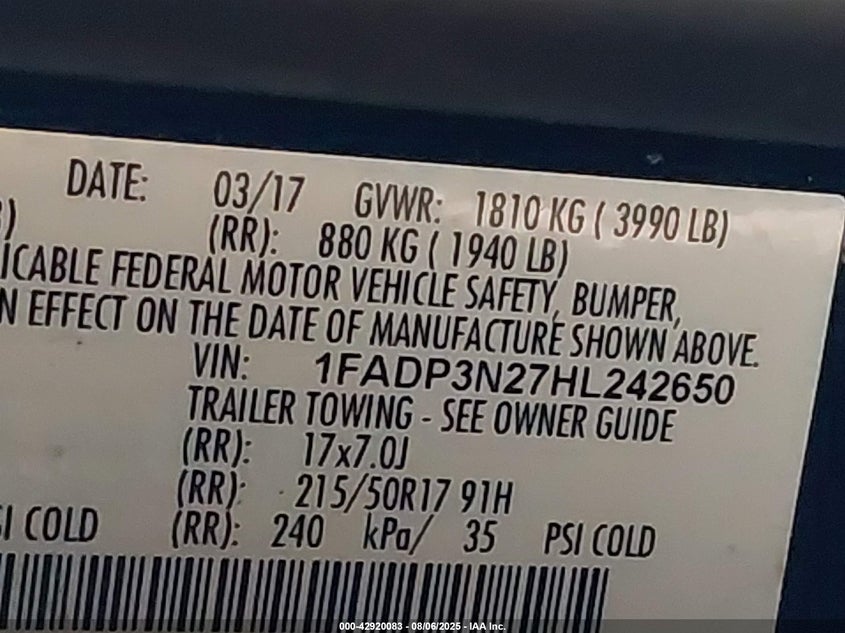 DATE: 03/17 GVWR: 1810 KG ( 3990 LB)
(RR): 880 KG ( 1940 LB)
ICABLE FEDERAL MOTOR VEHICLE SAFETY, BUMPER,
N EFFECT ON THE DATE OF MANUFACTURE SHOWN ABOVE.
VIN: 1FADP3N27HL242650
TRAILER TOWING - SEE OWNER GUIDE
(RR): 17x7.0J
(RR): 215/50R17 91H
SI COLD (RR): 240 kPa/ 35 PSI COLD
000-42920083 - 08/06/2025 - IAA Inc.